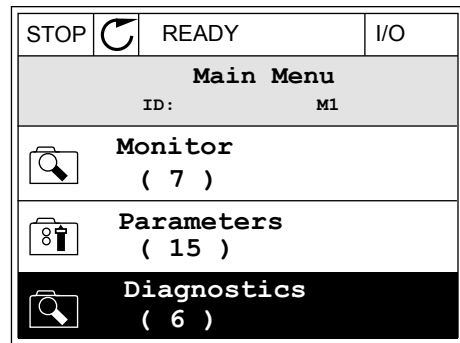 STOP READY I/O
Main Menu
ID: M1
Monitor
( 7 )
Parameters
( 15 )
Diagnostics
( 6 )